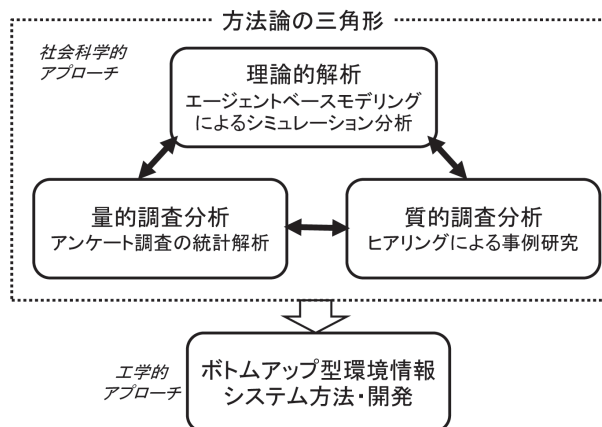 方法論の三角形
社会科学的
アプローチ
理論的解析
エージェントベースモデリング
によるシミュレーション分析
量的調査分析
アンケート調査の統計解析
質的調査分析
ヒアリングによる事例研究
工学的
アプローチ
ボトムアップ型環境情報
システム方法・開発